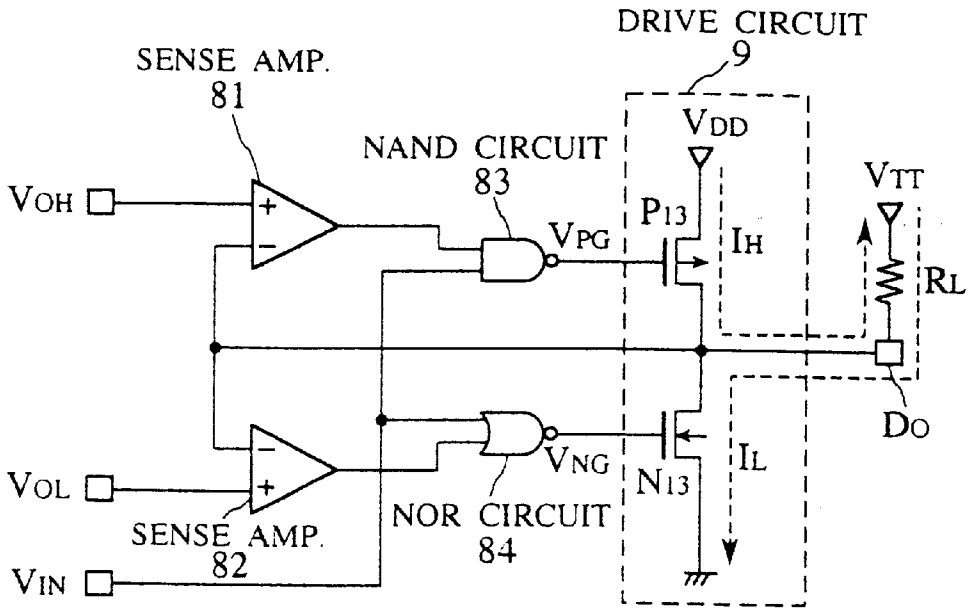 DRIVE CIRCUIT
9
SENSE AMP.
81
VDD
NAND CIRCUIT
83
VTT
VOH
+
−
VPG
P13
IH
RL
DO
−
+
VOL
VNG
N13
IL
SENSE AMP.
82
NOR CIRCUIT
84
VIN